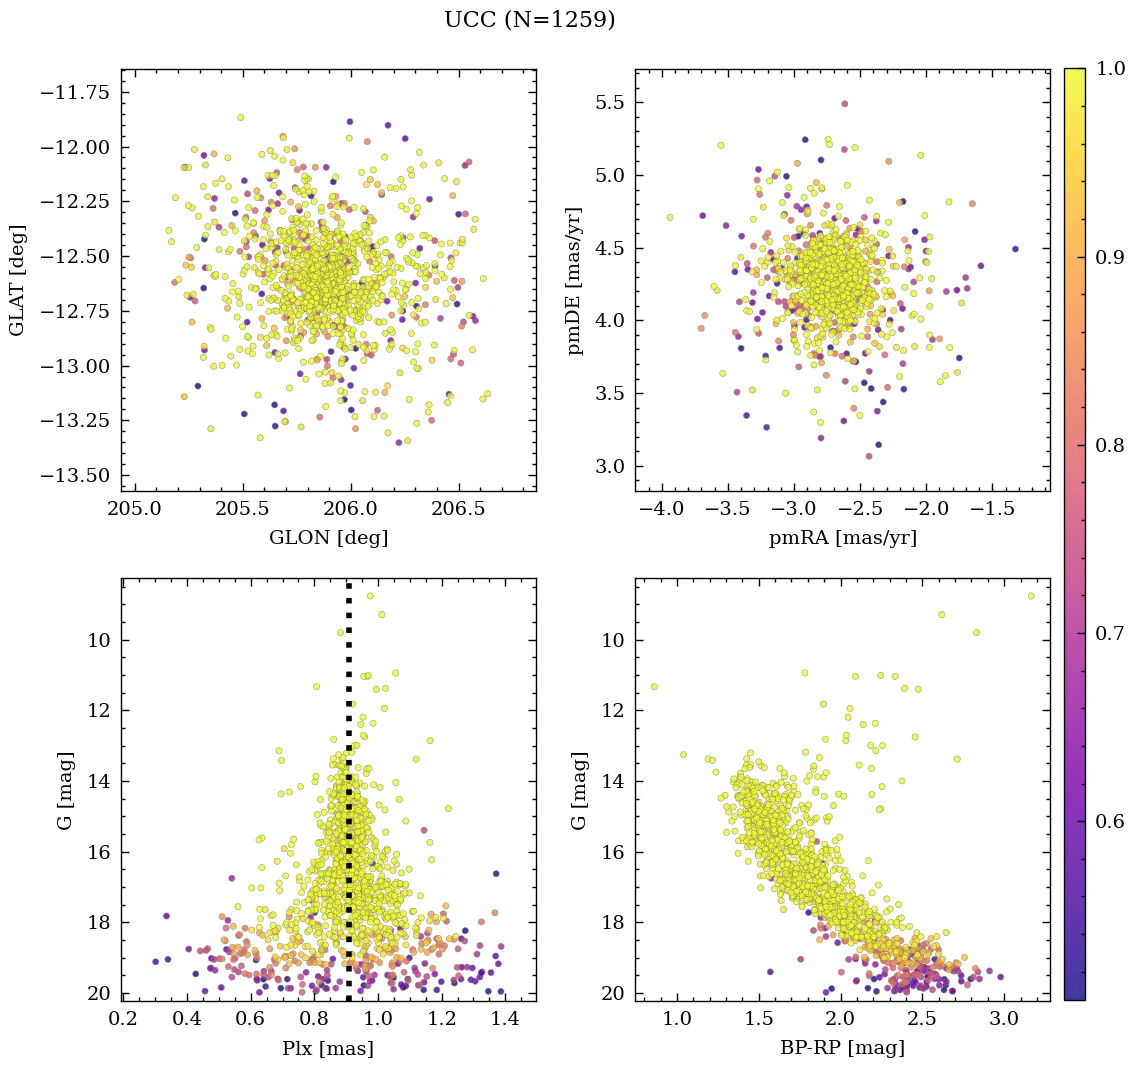 UCC (N=1259)
−11.75
−12.00
−12.25
−12.50
−12.75
−13.00
−13.25
−13.50
GLAT [deg]
205.0 205.5 206.0 206.5
GLON [deg]
5.5
5.0
4.5
4.0
3.5
3.0
pmDE [mas/yr]
−4.0 −3.5 −3.0 −2.5 −2.0 −1.5
pmRA [mas/yr]
1.0
0.9
0.8
0.7
0.6
10
12
14
16
18
20
G [mag]
0.2 0.4 0.6 0.8 1.0 1.2 1.4
Plx [mas]
10
12
14
16
18
20
G [mag]
1.0 1.5 2.0 2.5 3.0
BP-RP [mag]